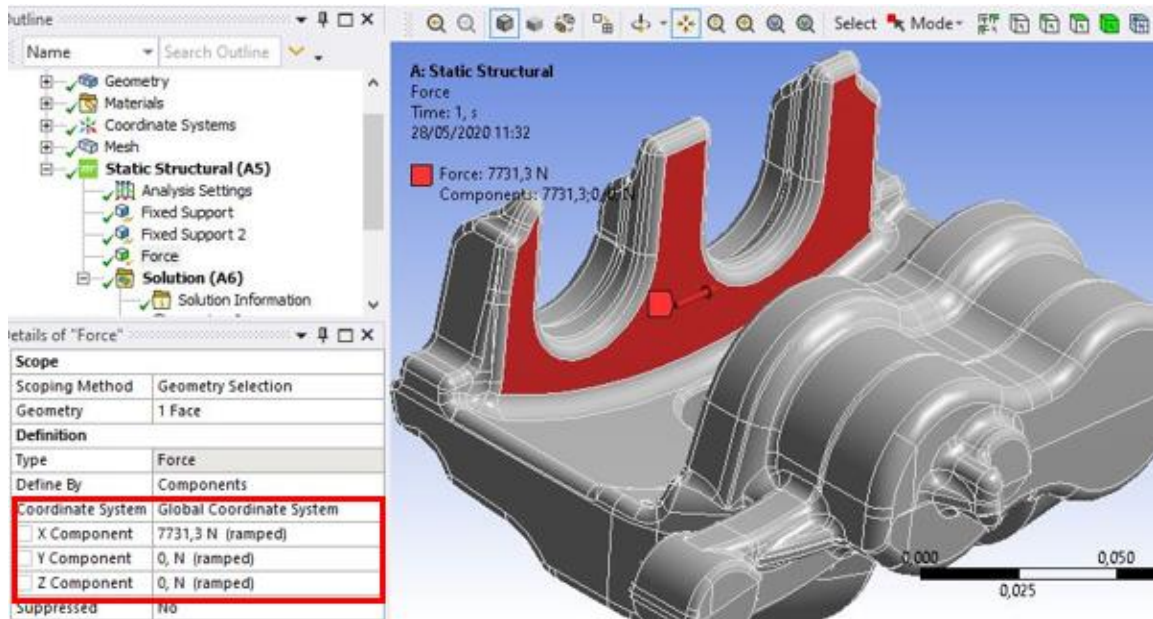 utline
Name
Search Outline
Geometry
Materials
Coordinate Systems
Mesh
Static Structural (A5)
Analysis Settings
Fixed Support
Fixed Support 2
Force
Solution (A6)
Solution Information
etails of "Force"
Scope
Scoping Method Geometry Selection
Geometry 1 Face
Definition
Type Force
Define By Components
Coordinate System Global Coordinate System
X Component 7731,3 N (ramped)
Y Component 0, N (ramped)
Z Component 0, N (ramped)
Suppressed No
Select Mode
A: Static Structural
Force
Time: 1, s
28/05/2020 11:32
Force: 7731,3 N
Components: 7731,3;0,;0, N
0,000 0,050
0,025